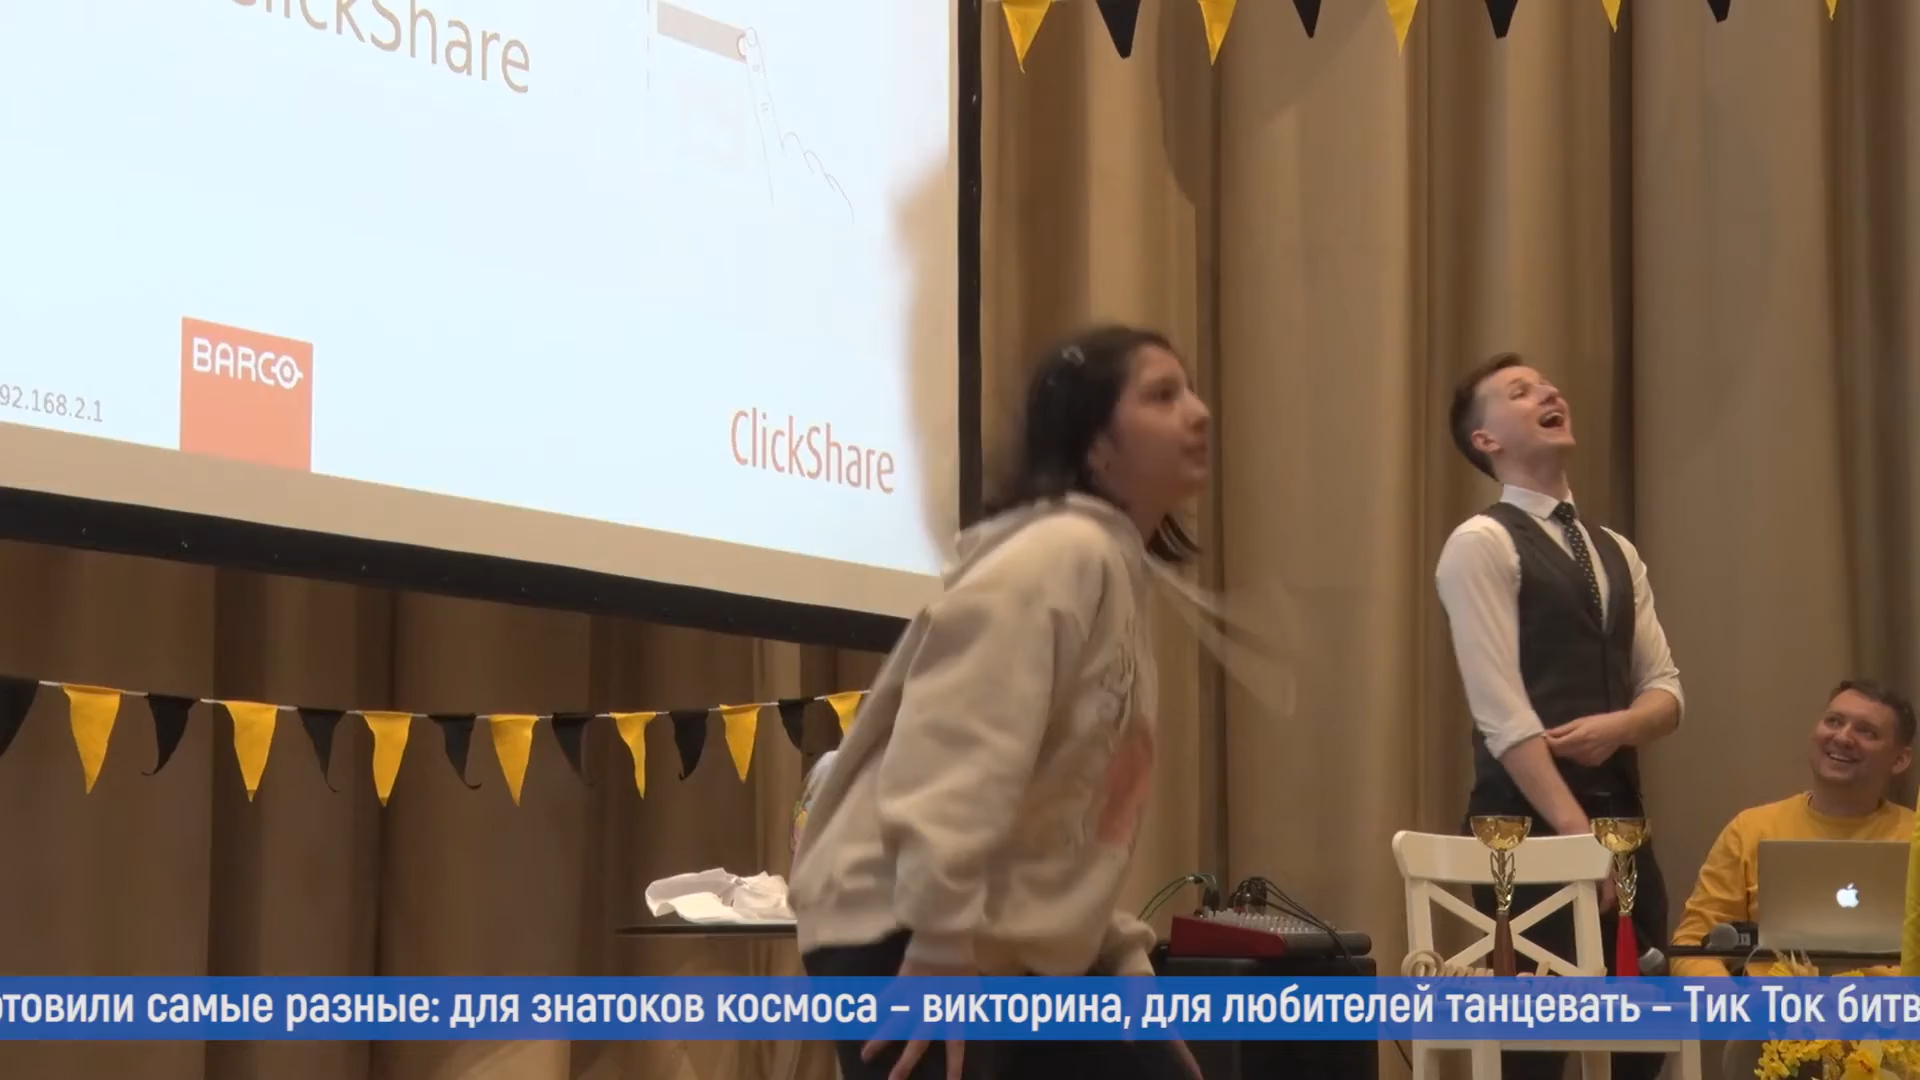 ClickShare
BARCO
92.168.2.1
ClickShare
отовили самые разные: для знатоков космоса – викторина, для любителей танцевать – Тик Ток битв